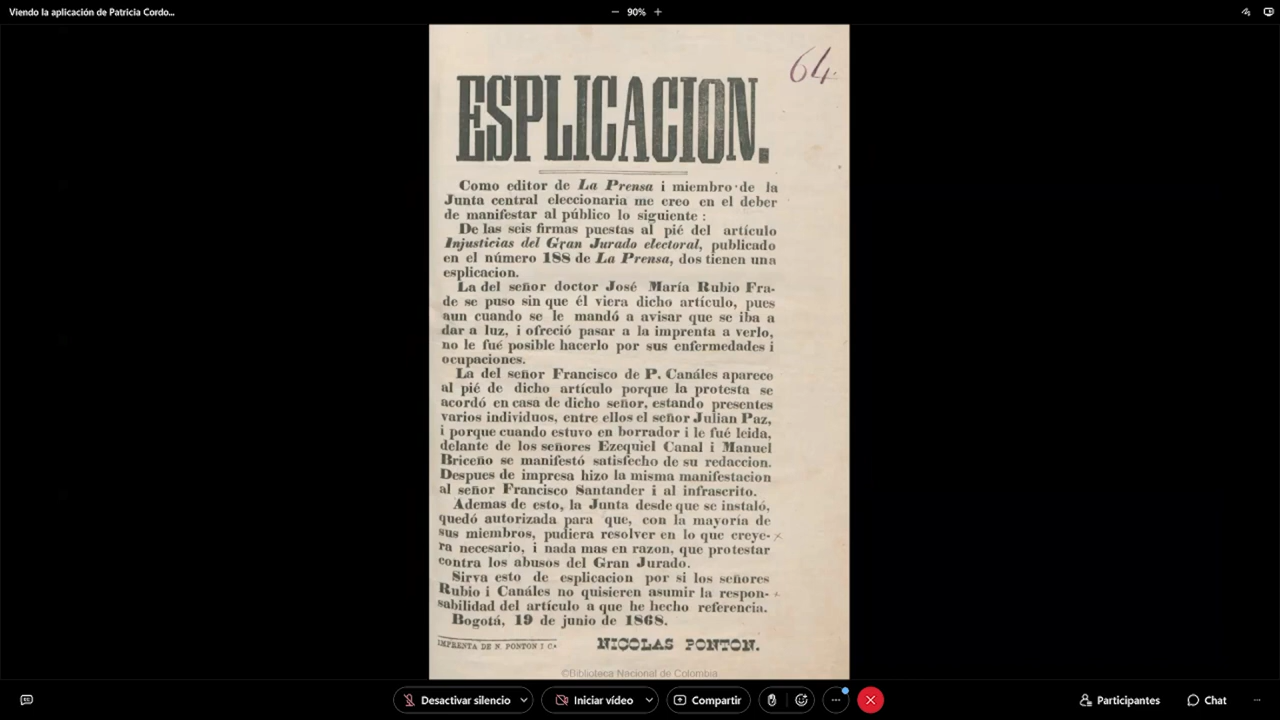 Viendo la aplicación de Patricia Cordo...
90%
64.
ESPLICACION.
Como editor de La Prensa i miembro de la
Junta central eleccionaria me creo en el deber
de manifestar al público lo siguiente :
De las seis firmas puestas al pié del artículo
Injusticias del Gran Jurado electoral, publicado
en el número 188 de La Prensa, dos tienen una
esplicacion.
La del señor doctor José María Rubio Fra-
de se puso sin que él viera dicho artículo, pues
aun cuando se le mandó a avisar que se iba a
dar a luz, i ofreció pasar a la imprenta a verlo,
no le fué posible hacerlo por sus enfermedades i
ocupaciones.
La del señor Francisco de P. Canáles aparece
al pié de dicho artículo porque la protesta se
acordó en casa de dicho señor, estando presentes
varios individuos, entre ellos el señor Julian Paz,
i porque cuando estuvo en borrador i le fué leida,
delante de los señores Ezequiel Canal i Manuel
Briceño se manifestó satisfecho de su redaccion.
Despues de impresa hizo la misma manifestacion
al señor Francisco Santander i al infrascrito.
Ademas de esto, la Junta desde que se instaló,
quedó autorizada para que, con la mayoría de
sus miembros, pudiera resolver en lo que creye-
ra necesario, i nada mas en razon, que protestar
contra los abusos del Gran Jurado.
Sirva esto de esplicacion por si los señores
Rubio i Canáles no quisieren asumir la respon-
sabilidad del artículo a que he hecho referencia.
Bogotá, 19 de junio de 1868.
NICOLAS PONTON.
IMPRENTA DE N. PONTON I Cª
©Biblioteca Nacional de Colombia
Desactivar silencio
Iniciar vídeo
Compartir
Participantes
Chat